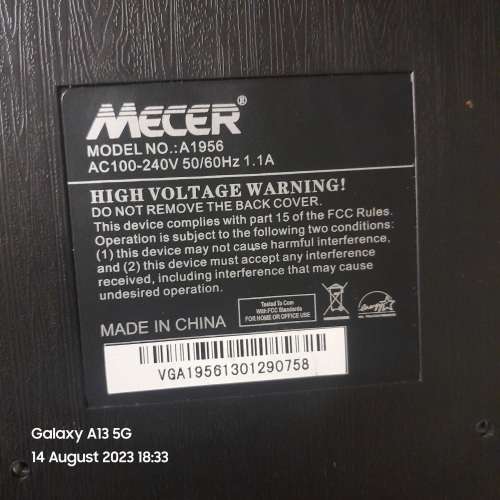 MECER®
MODEL NO.:A1956
AC100-240V 50/60Hz 1.1A
HIGH VOLTAGE WARNING!
DO NOT REMOVE THE BACK COVER.
This device complies with part 15 of the FCC Rules.
Operation is subject to the following two conditions:
(1) this device may not cause harmful interference,
and (2) this device must accept any interference
received, including interference that may cause
undesired operation.
Tested To Com
With FCC Standards
FOR HOME OR OFFICE USE
MADE IN CHINA
VGA19561301290758
Galaxy A13 5G
14 August 2023 18:33